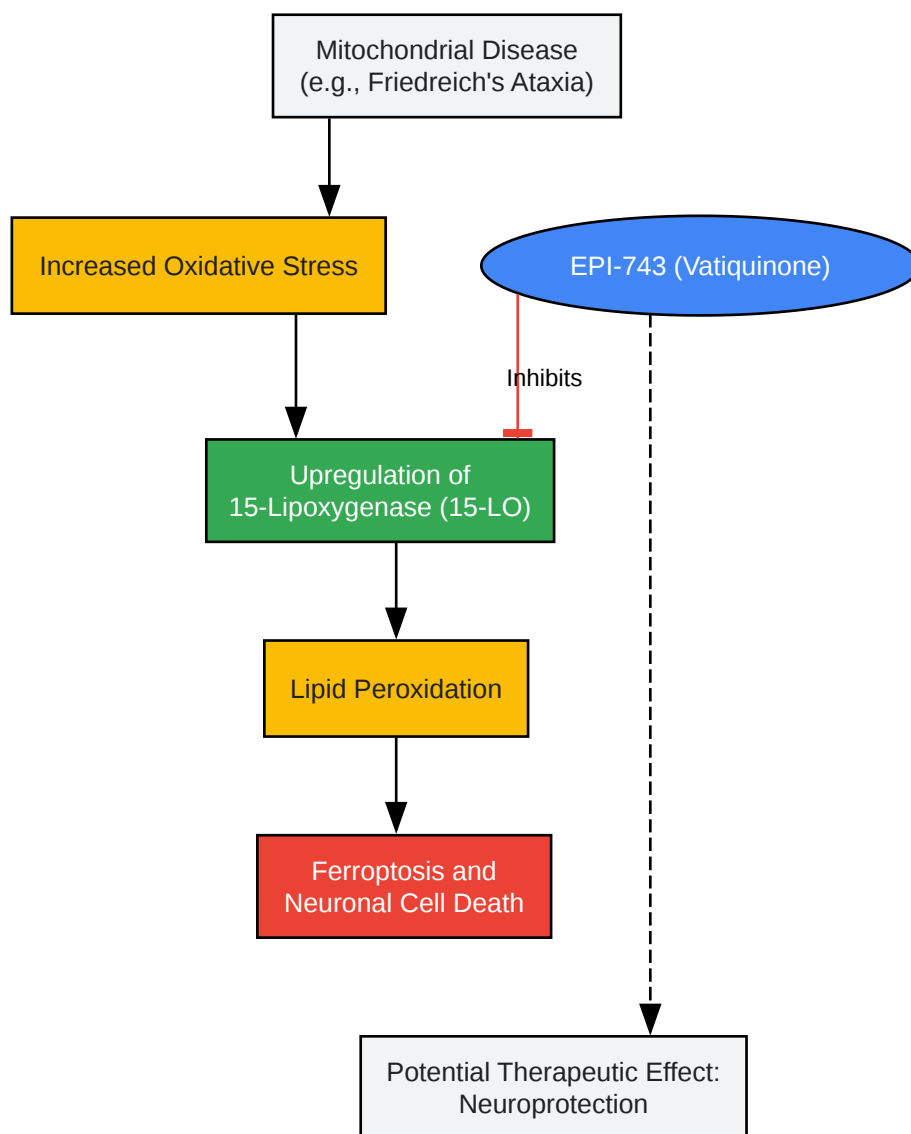 Mitochondrial Disease
(e.g., Friedreich's Ataxia)
Increased Oxidative Stress
EPI-743 (Vatiquinone)
Inhibits
Upregulation of
15-Lipoxygenase (15-LO)
Lipid Peroxidation
Ferroptosis and
Neuronal Cell Death
Potential Therapeutic Effect:
Neuroprotection